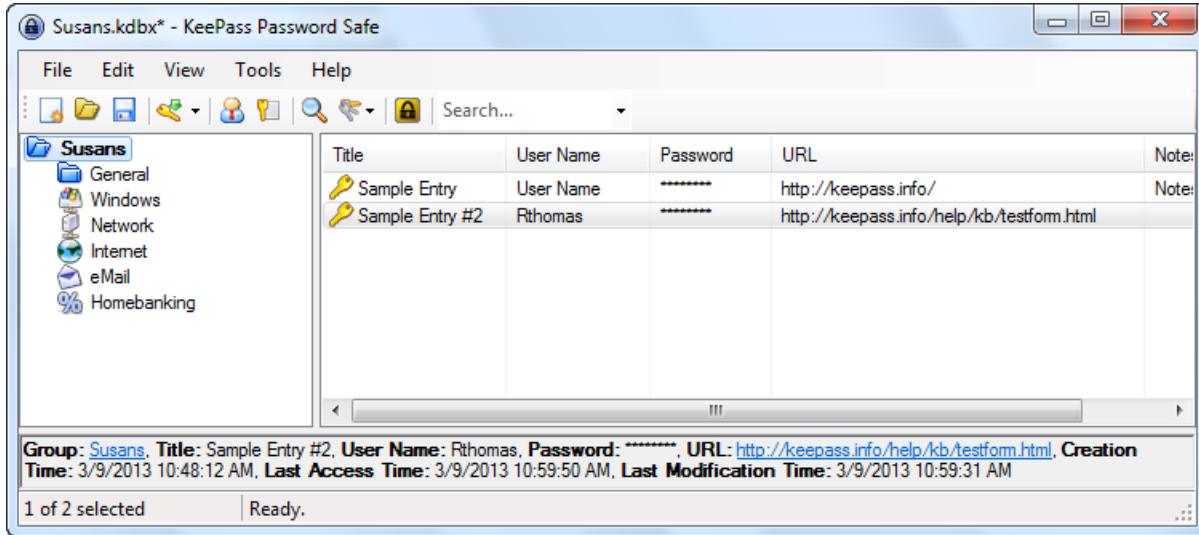 Susans.kdbx* - KeePass Password Safe
File Edit View Tools Help
Search...
Susans
General
Windows
Network
Internet
eMail
Homebanking
Title User Name Password URL Notes
Sample Entry User Name ******** http://keepass.info/ Notes
Sample Entry #2 Rthomas ******** http://keepass.info/help/kb/testform.html
Group: Susans, Title: Sample Entry #2, User Name: Rthomas, Password: ********, URL: http://keepass.info/help/kb/testform.html, Creation
Time: 3/9/2013 10:48:12 AM, Last Access Time: 3/9/2013 10:59:50 AM, Last Modification Time: 3/9/2013 10:59:31 AM
1 of 2 selected Ready.